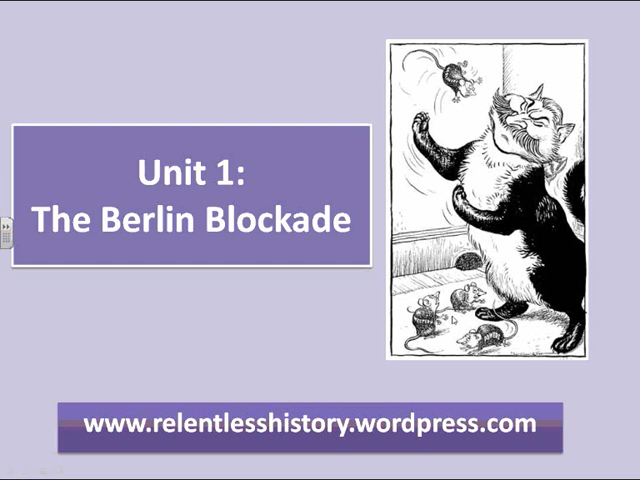 Unit 1:
The Berlin Blockade
www.relentlesshistory.wordpress.com